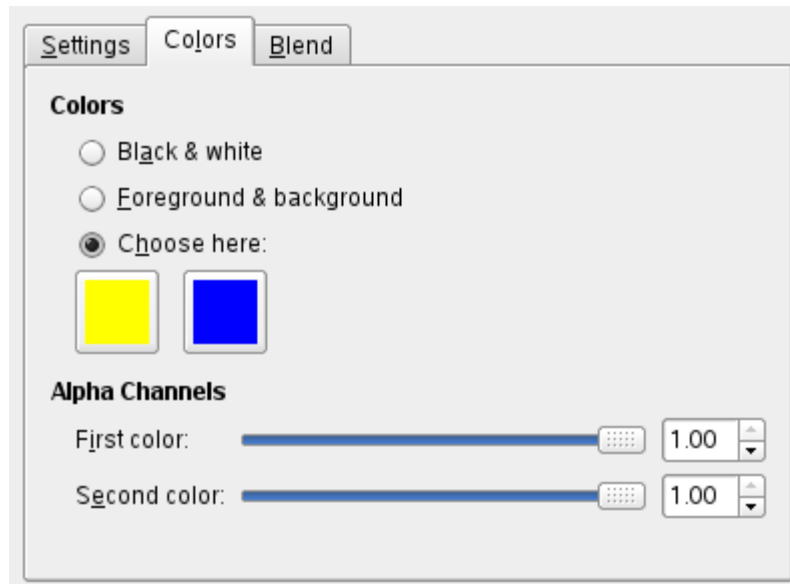 Settings Colors Blend
Colors
Black & white
Foreground & background
Choose here:
Alpha Channels
First color: 1.00
Second color: 1.00